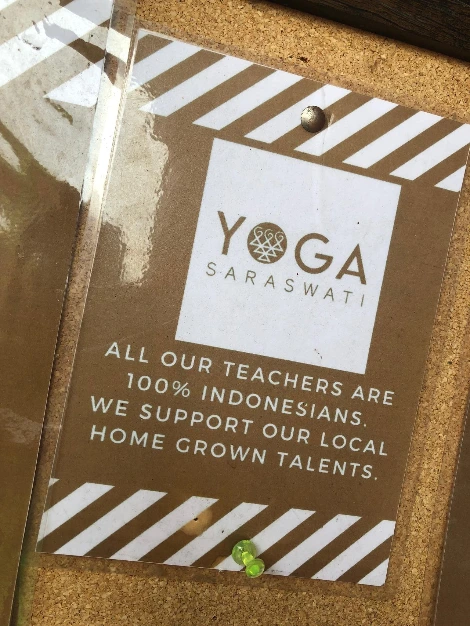 YOGA
SARASWATI
ALL OUR TEACHERS ARE
100% INDONESIANS.
WE SUPPORT OUR LOCAL
HOME GROWN TALENTS.